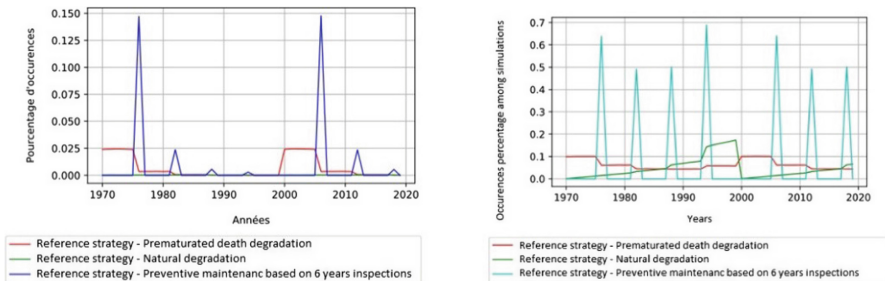 0.150
0.125
0.100
0.075
0.050
0.025
0.000
Pourcentage d'occurences
1970 1980 1990 2000 2010 2020
Années
Reference strategy - Prematurated death degradation
Reference strategy - Natural degradation
Reference strategy - Preventive maintenanc based on 6 years inspections
0.7
0.6
0.5
0.4
0.3
0.2
0.1
0.0
Occurences percentage among simulations
1970 1980 1990 2000 2010 2020
Years
Reference strategy - Prematurated death degradation
Reference strategy - Natural degradation
Reference strategy - Preventive maintenanc based on 6 years inspections